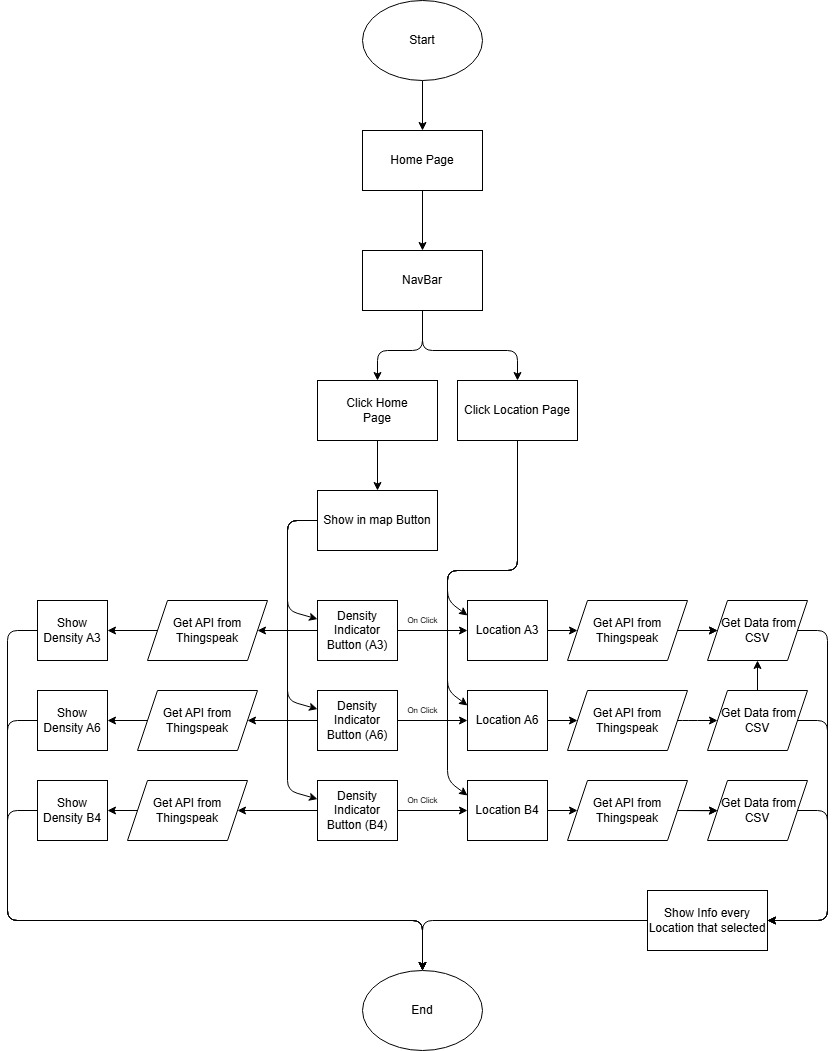 Start
Home Page
NavBar
Click Home
Page
Click Location Page
Show in map Button
Show
Density A3
Get API from
Thingspeak
Density
Indicator
Button (A3)
On Click
Location A3
Get API from
Thingspeak
Get Data from
CSV
Show
Density A6
Get API from
Thingspeak
Density
Indicator
Button (A6)
On Click
Location A6
Get API from
Thingspeak
Get Data from
CSV
Show
Density B4
Get API from
Thingspeak
Density
Indicator
Button (B4)
On Click
Location B4
Get API from
Thingspeak
Get Data from
CSV
Show Info every
Location that selected
End